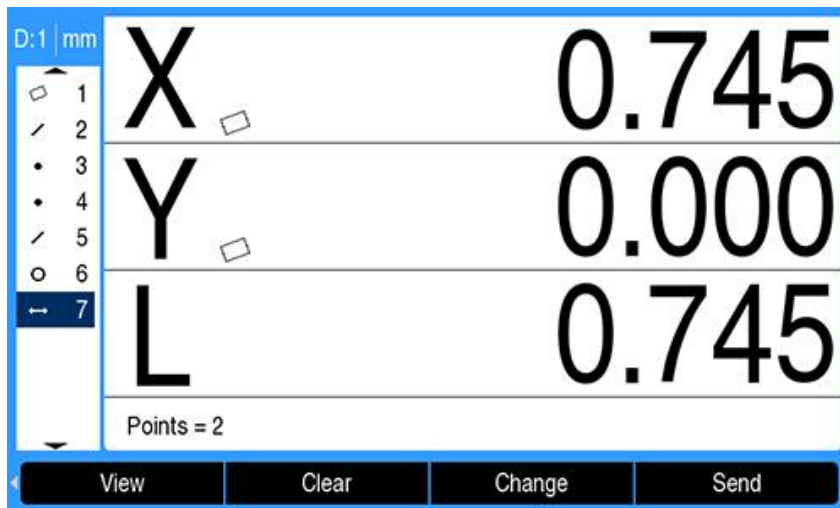 D:1 mm
1
2
3
4
5
6
7
X 0.745
Y 0.000
L 0.745
Points = 2
View Clear Change Send